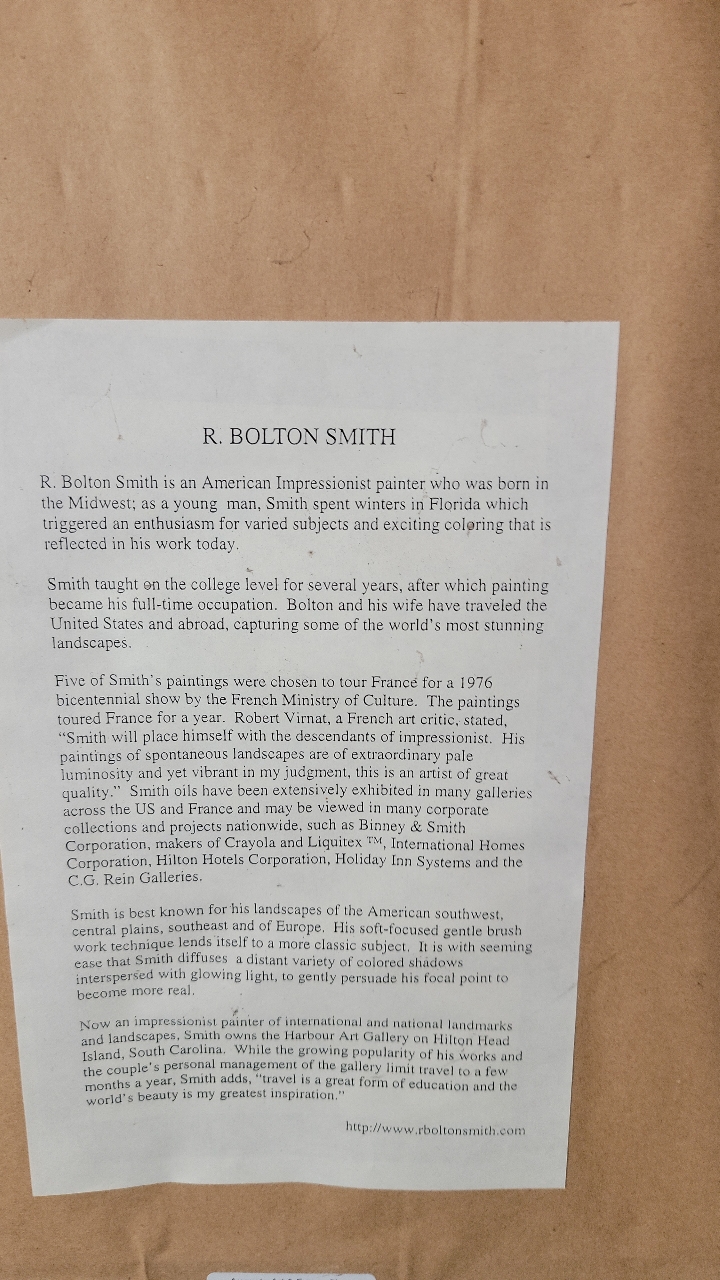 R. BOLTON SMITH
R. Bolton Smith is an American Impressionist painter who was born in
the Midwest; as a young man, Smith spent winters in Florida which
triggered an enthusiasm for varied subjects and exciting coloring that is
reflected in his work today.
Smith taught on the college level for several years, after which painting
became his full-time occupation. Bolton and his wife have traveled the
United States and abroad, capturing some of the world's most stunning
landscapes.
Five of Smith's paintings were chosen to tour France for a 1976
bicentennial show by the French Ministry of Culture. The paintings
toured France for a year. Robert Virnat, a French art critic, stated,
"Smith will place himself with the descendants of impressionist. His
paintings of spontaneous landscapes are of extraordinary pale
luminosity and yet vibrant in my judgment, this is an artist of great
quality." Smith oils have been extensively exhibited in many galleries
across the US and France and may be viewed in many corporate
collections and projects nationwide, such as Binney & Smith
Corporation, makers of Crayola and Liquitex ™, International Homes
Corporation, Hilton Hotels Corporation, Holiday Inn Systems and the
C.G. Rein Galleries.
Smith is best known for his landscapes of the American southwest,
central plains, southeast and of Europe. His soft-focused gentle brush
work technique lends itself to a more classic subject. It is with seeming
ease that Smith diffuses a distant variety of colored shadows
interspersed with glowing light, to gently persuade his focal point to
become more real.
Now an impressionist painter of international and national landmarks
and landscapes, Smith owns the Harbour Art Gallery on Hilton Head
Island, South Carolina. While the growing popularity of his works and
the couple's personal management of the gallery limit travel to a few
months a year, Smith adds, "travel is a great form of education and the
world's beauty is my greatest inspiration."
http://www.rboltonsmith.com